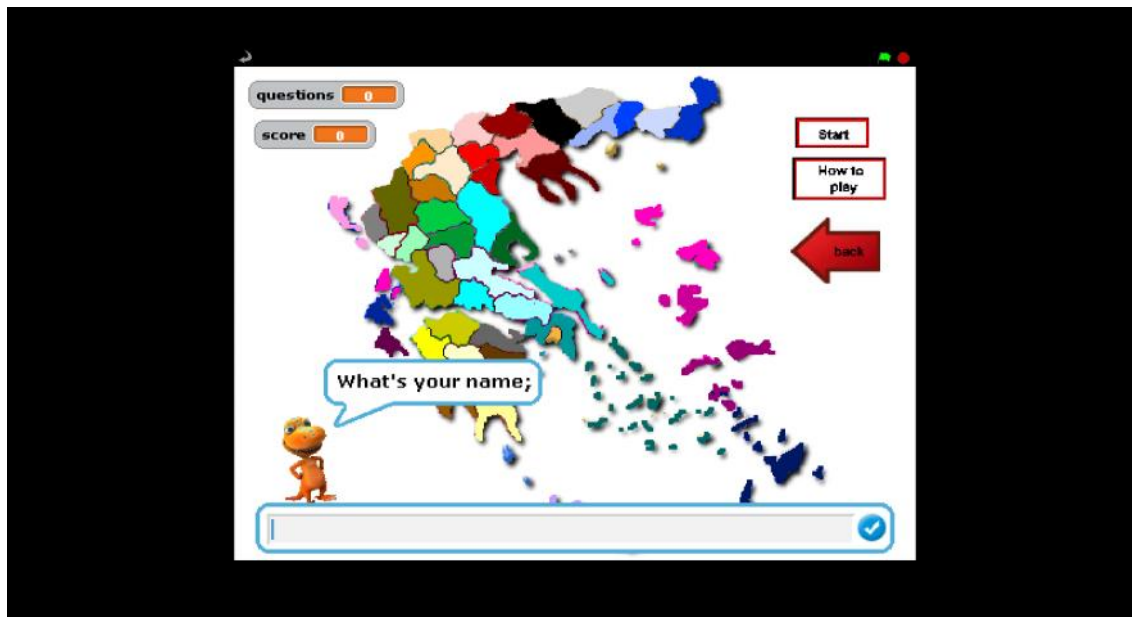 questions 0
score 0
Start
How to
play
back
What's your name;